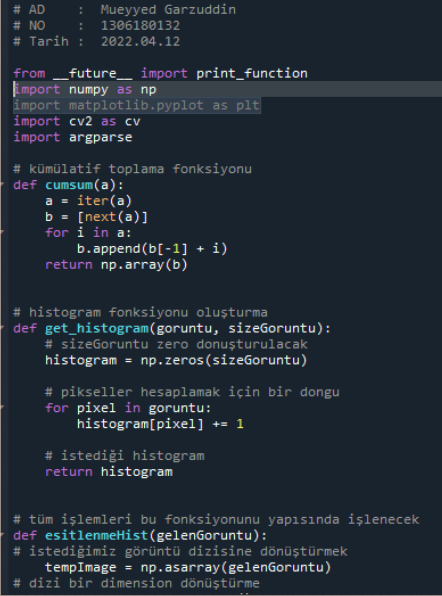 # AD    :  Mueyyed Garzuddin
# NO    :  1306180132
# Tarih :  2022.04.12
from __future__ import print_function
import numpy as np
import matplotlib.pyplot as plt
import cv2 as cv
import argparse
# kümülatif toplama fonksiyonu
def cumsum(a):
    a = iter(a)
    b = [next(a)]
    for i in a:
        b.append(b[-1] + i)
    return np.array(b)
# histogram fonksiyonu oluşturma
def get_histogram(goruntu, sizeGoruntu):
    # sizeGoruntu zero donuşturulacak
    histogram = np.zeros(sizeGoruntu)
    # pikseller hesaplamak için bir dongu
    for pixel in goruntu:
        histogram[pixel] += 1
    # istediği histogram
    return histogram
# tüm işlemleri bu fonksiyonunu yapısında işlenecek
def esitlenmeHist(gelenGoruntu):
# istediğimiz görüntü dizisine dönüştürmek
    tempImage = np.asarray(gelenGoruntu)
# dizi bir dimension dönüştürme